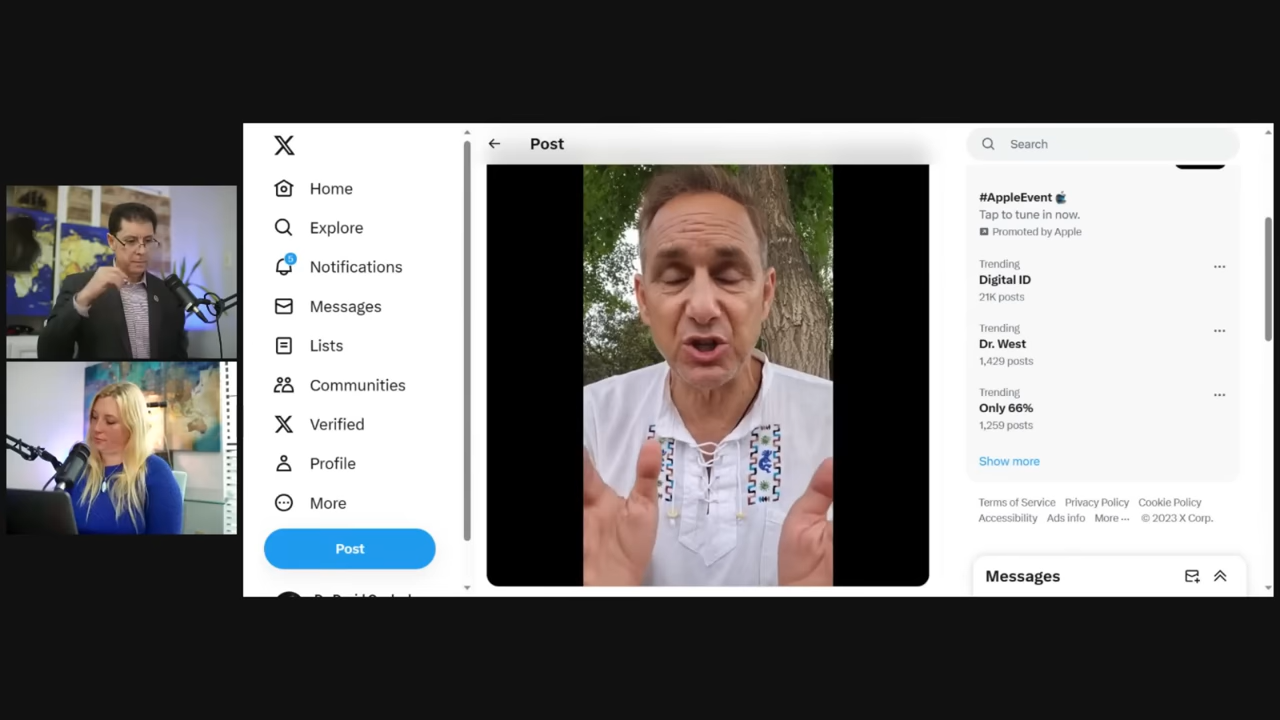 Home
Explore
5
Notifications
Messages
Lists
Communities
Verified
Profile
More
Post
Post
Search
#AppleEvent
Tap to tune in now.
Promoted by Apple
Trending
Digital ID
21K posts
Trending
Dr. West
1,429 posts
Trending
Only 66%
1,259 posts
Show more
Terms of Service Privacy Policy Cookie Policy
Accessibility Ads info More ··· © 2023 X Corp.
Messages